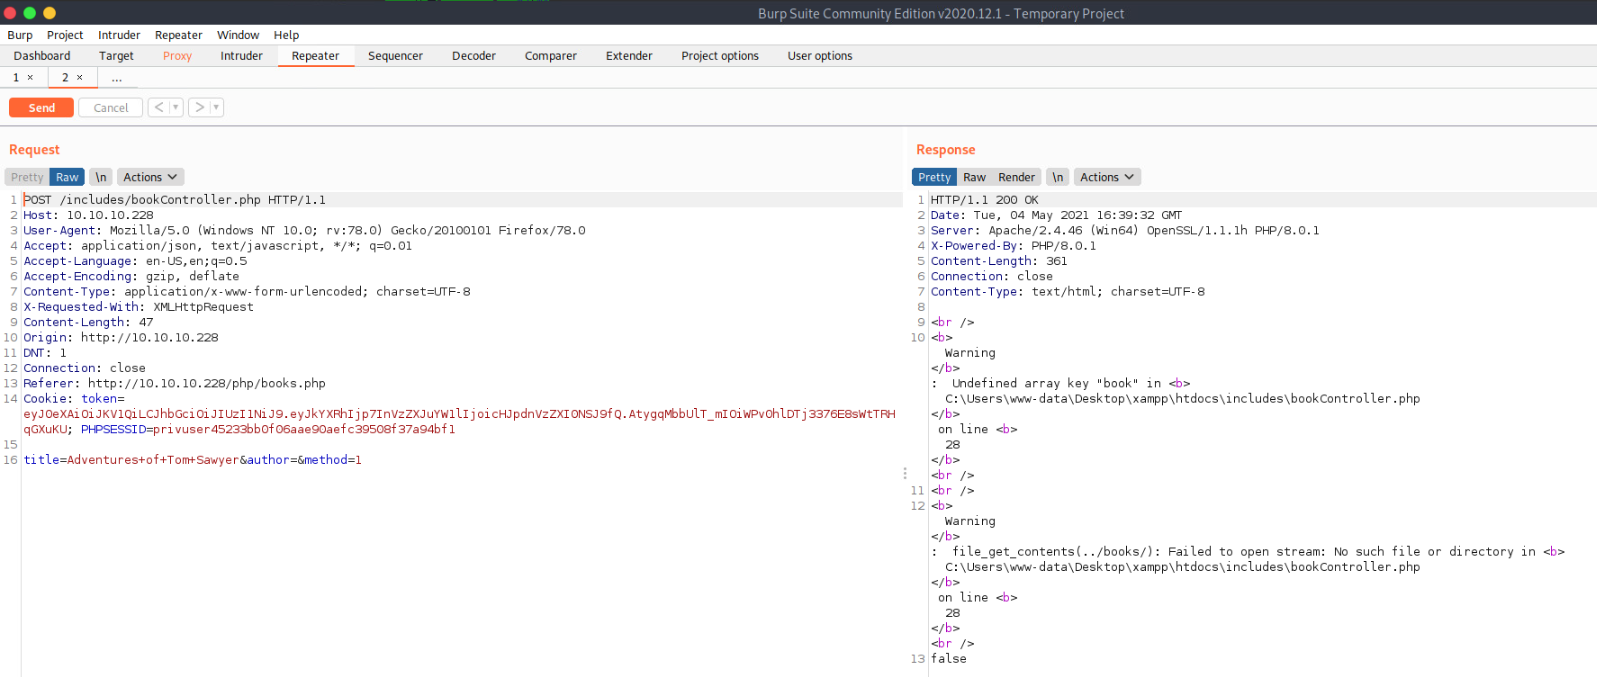 Burp Suite Community Edition v2020.12.1 - Temporary Project
Burp Project Intruder Repeater Window Help
Dashboard Target Proxy Intruder Repeater Sequencer Decoder Comparer Extender Project options User options
1 × 2 × ...
Send Cancel < >
Request
Pretty Raw \n Actions
1 POST /includes/bookController.php HTTP/1.1
2 Host: 10.10.10.228
3 User-Agent: Mozilla/5.0 (Windows NT 10.0; rv:78.0) Gecko/20100101 Firefox/78.0
4 Accept: application/json, text/javascript, */*; q=0.01
5 Accept-Language: en-US,en;q=0.5
6 Accept-Encoding: gzip, deflate
7 Content-Type: application/x-www-form-urlencoded; charset=UTF-8
8 X-Requested-With: XMLHttpRequest
9 Content-Length: 47
10 Origin: http://10.10.10.228
11 DNT: 1
12 Connection: close
13 Referer: http://10.10.10.228/php/books.php
14 Cookie: token=
eyJ0eXAiOiJKV1QiLCJhbGciOiJIUzI1NiJ9.eyJkYXRhIjp7InVzZXJuYW1lIjoicHJpdnVzZXI0NSJ9fQ.AtygqMbbUlT_mIOiWPv0hlDTj3376E8sWtTRH
qGXuKU; PHPSESSID=privuser45233bb0f06aae90aefc39508f37a94bf1
15
16 title=Adventures+of+Tom+Sawyer&author=&method=1
Response
Pretty Raw Render \n Actions
1 HTTP/1.1 200 OK
2 Date: Tue, 04 May 2021 16:39:32 GMT
3 Server: Apache/2.4.46 (Win64) OpenSSL/1.1.1h PHP/8.0.1
4 X-Powered-By: PHP/8.0.1
5 Content-Length: 361
6 Connection: close
7 Content-Type: text/html; charset=UTF-8
8
9 <br />
10 <b>
Warning
</b>
:  Undefined array key "book" in <b>
C:\Users\www-data\Desktop\xampp\htdocs\includes\bookController.php
</b>
on line <b>
28
</b>
<br />
11 <br />
12 <b>
Warning
</b>
:  file_get_contents(../books/): Failed to open stream: No such file or directory in <b>
C:\Users\www-data\Desktop\xampp\htdocs\includes\bookController.php
</b>
on line <b>
28
</b>
<br />
13 false